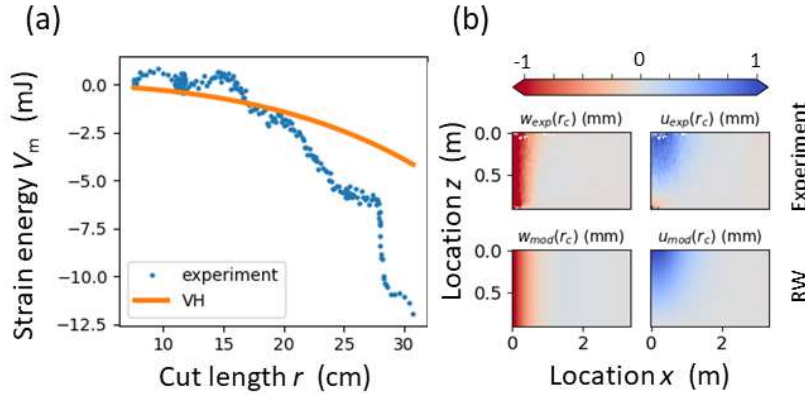 (a)
Strain energy Vm (mJ)
0.0
-2.5
-5.0
-7.5
-10.0
-12.5
experiment
VH
10 15 20 25 30
Cut length r (cm)
(b)
-1 0 1
wexp(rc) (mm) uexp(rc) (mm)
Location z (m)
0.0
0.5
Experiment
wmod(rc) (mm) umod(rc) (mm)
0.0
0.5
RW
0 2 0 2
Location x (m)